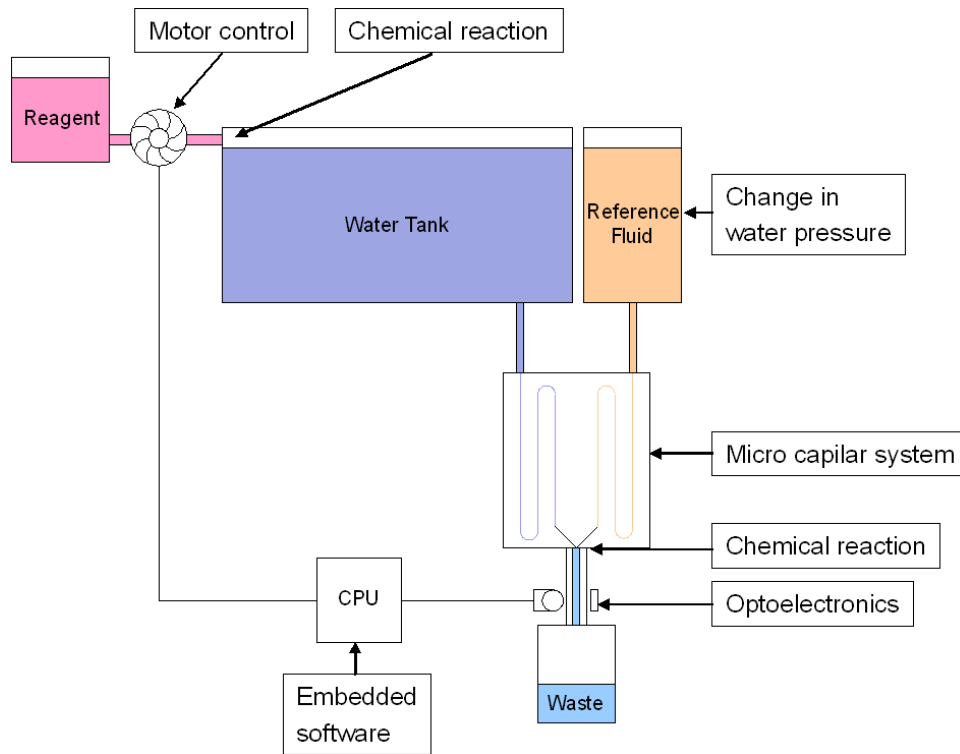 Motor control
Chemical reaction
Reagent
Water Tank
Reference
Fluid
Change in
water pressure
Micro capilar system
Chemical reaction
CPU
Optoelectronics
Embedded
software
Waste